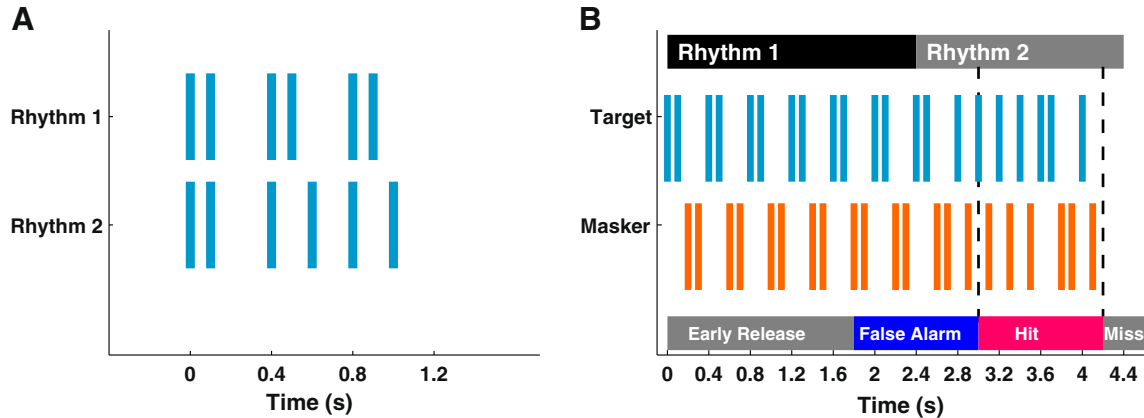 A
Rhythm 1
Rhythm 2
0 0.4 0.8 1.2
Time (s)
B
Rhythm 1 Rhythm 2
Target
Masker
Early Release False Alarm Hit Miss
0 0.4 0.8 1.2 1.6 2 2.4 2.8 3.2 3.6 4 4.4
Time (s)